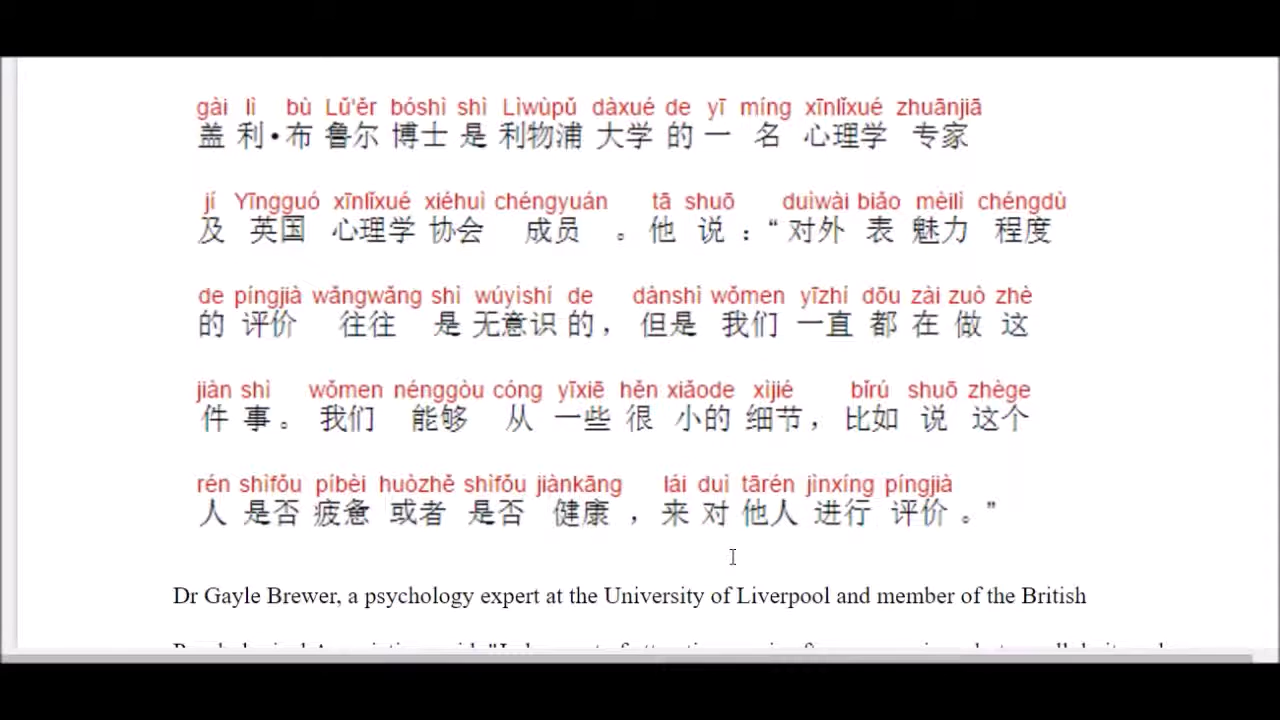 gài lì bù Lǔ'ěr bóshì shì Lìwùpǔ dàxué de yī míng xīnlǐxué zhuānjiā
盖 利•布 鲁尔 博士 是 利物浦 大学 的 一 名 心理学 专家
jí Yīngguó xīnlǐxué xiéhuì chéngyuán tā shuō duìwài biǎo mèilì chéngdù
及 英国 心理学 协会 成员 。他 说 ：“ 对外 表 魅力 程度
de píngjià wǎngwǎng shì wúyìshí de dànshì wǒmen yīzhí dōu zài zuò zhè
的 评价 往往 是 无意识 的， 但是 我们 一直 都 在 做 这
jiàn shì wǒmen nénggòu cóng yīxiē hěn xiǎode xìjié bǐrú shuō zhège
件 事。 我们 能够 从 一些 很 小的 细节， 比如 说 这个
rén shìfǒu píbèi huòzhě shìfǒu jiànkāng lái duì tārén jìnxíng píngjià
人 是否 疲惫 或者 是否 健康 ， 来 对 他人 进行 评价 。”
Dr Gayle Brewer, a psychology expert at the University of Liverpool and member of the British